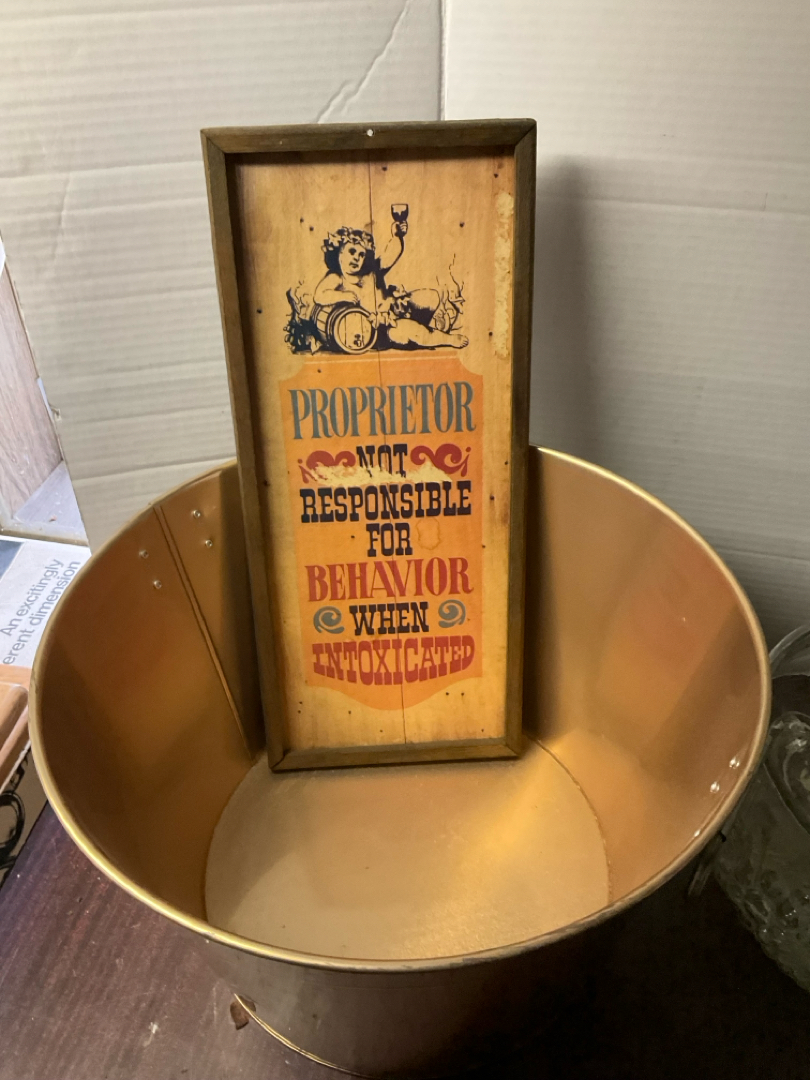 PROPRIETOR
NOT
RESPONSIBLE
FOR
BEHAVIOR
WHEN
INTOXICATED
An excitingly
erent dimension